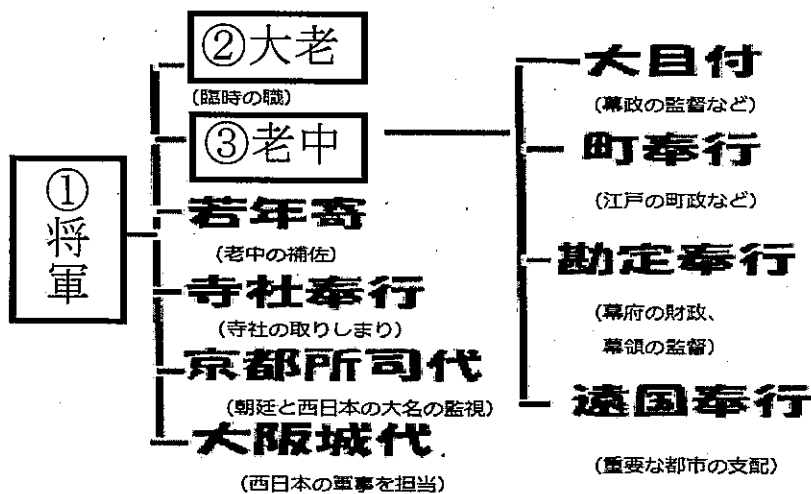 ①将軍
②大老
(臨時の職)
③老中
若年寄
(老中の補佐)
寺社奉行
(寺社の取りしまり)
京都所司代
(朝廷と西日本の大名の監視)
大阪城代
(西日本の軍事を担当)
大目付
(幕政の監督など)
町奉行
(江戸の町政など)
勘定奉行
(幕府の財政、
幕領の監督)
遠国奉行
(重要な都市の支配)